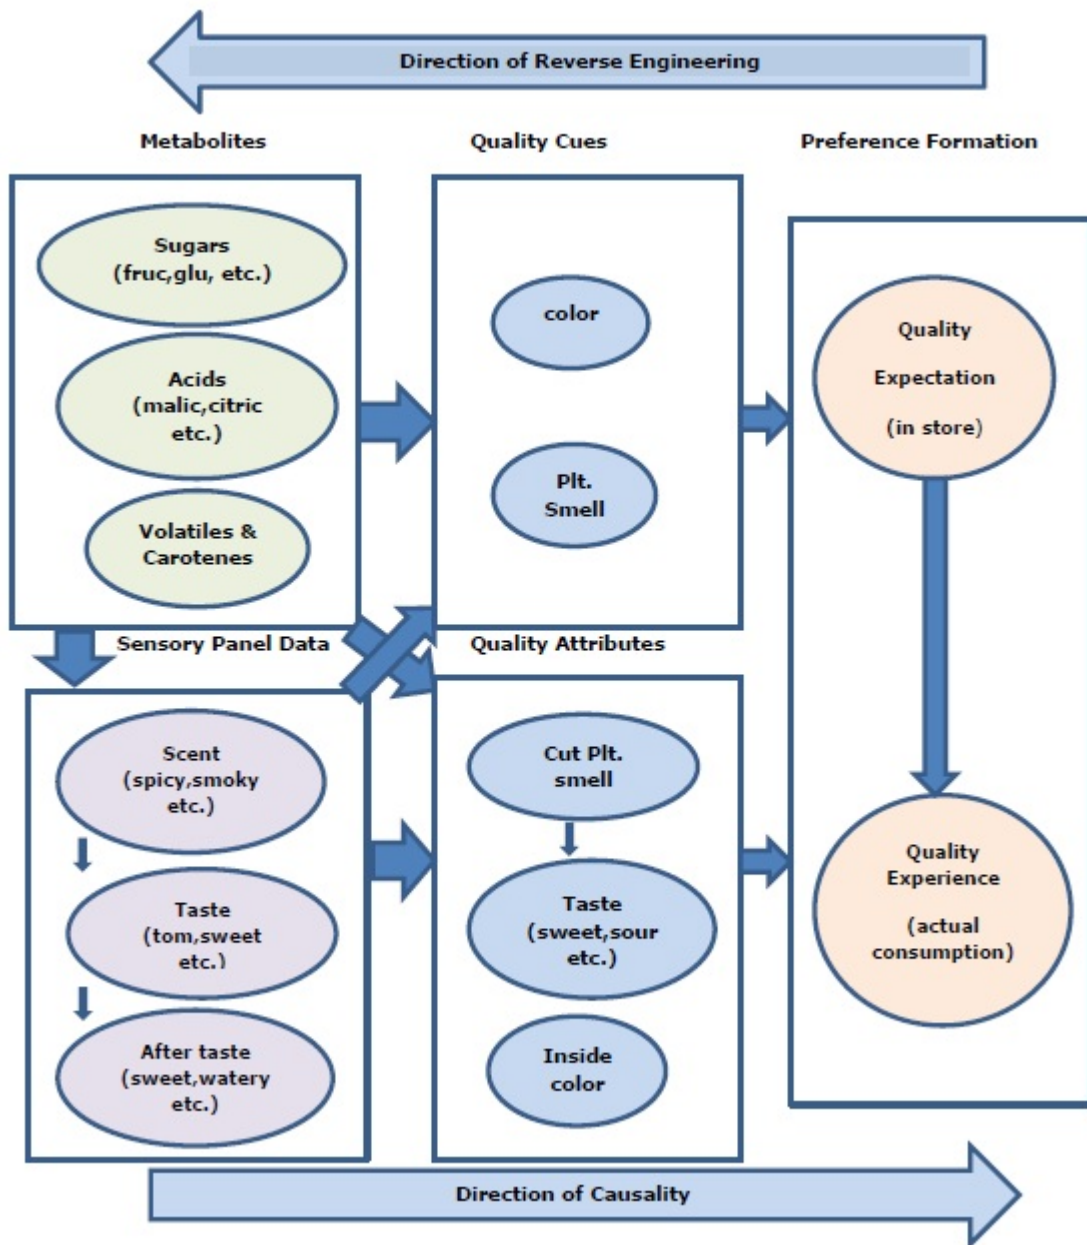 Direction of Reverse Engineering
Metabolites
Quality Cues
Preference Formation
Sugars
(fruc,glu, etc.)
Acids
(malic,citric
etc.)
Volatiles &
Carotenes
color
Plt.
Smell
Quality
Expectation
(in store)
Sensory Panel Data
Quality Attributes
Scent
(spicy,smoky
etc.)
Taste
(tom,sweet
etc.)
After taste
(sweet,watery
etc.)
Cut Plt.
smell
Taste
(sweet,sour
etc.)
Inside
color
Quality
Experience
(actual
consumption)
Direction of Causality